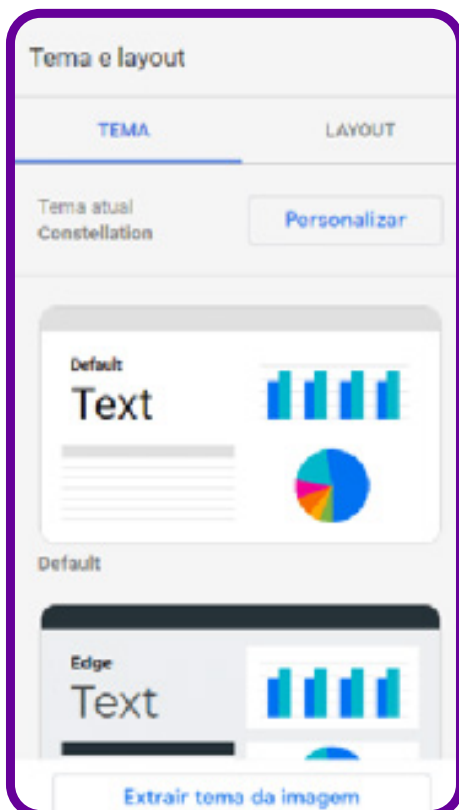 Tema e layout
TEMA LAYOUT
Tema atual
Constellation
Personalizar
Default
Text
Default
Edge
Text
Extrair tema da imagem